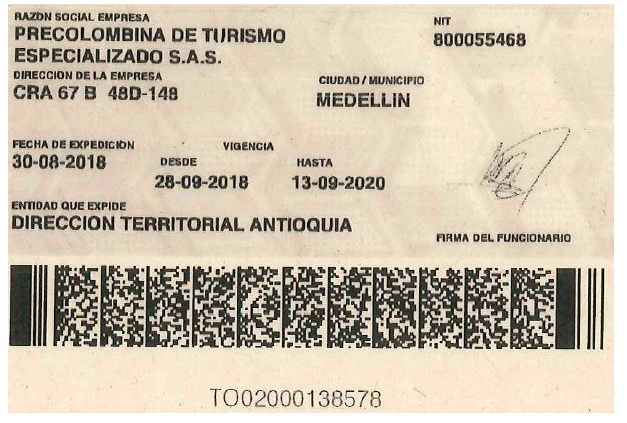 RAZON SOCIAL EMPRESA
PRECOLOMBINA DE TURISMO
ESPECIALIZADO S.A.S.
NIT
800055468
DIRECCION DE LA EMPRESA
CRA 67 B 48D-148
CIUDAD / MUNICIPIO
MEDELLIN
FECHA DE EXPEDICIÓN
30-08-2018
VIGENCIA
DESDE
28-09-2018
HASTA
13-09-2020
ENTIDAD QUE EXPIDE
DIRECCION TERRITORIAL ANTIOQUIA
FIRMA DEL FUNCIONARIO
TO02000138578